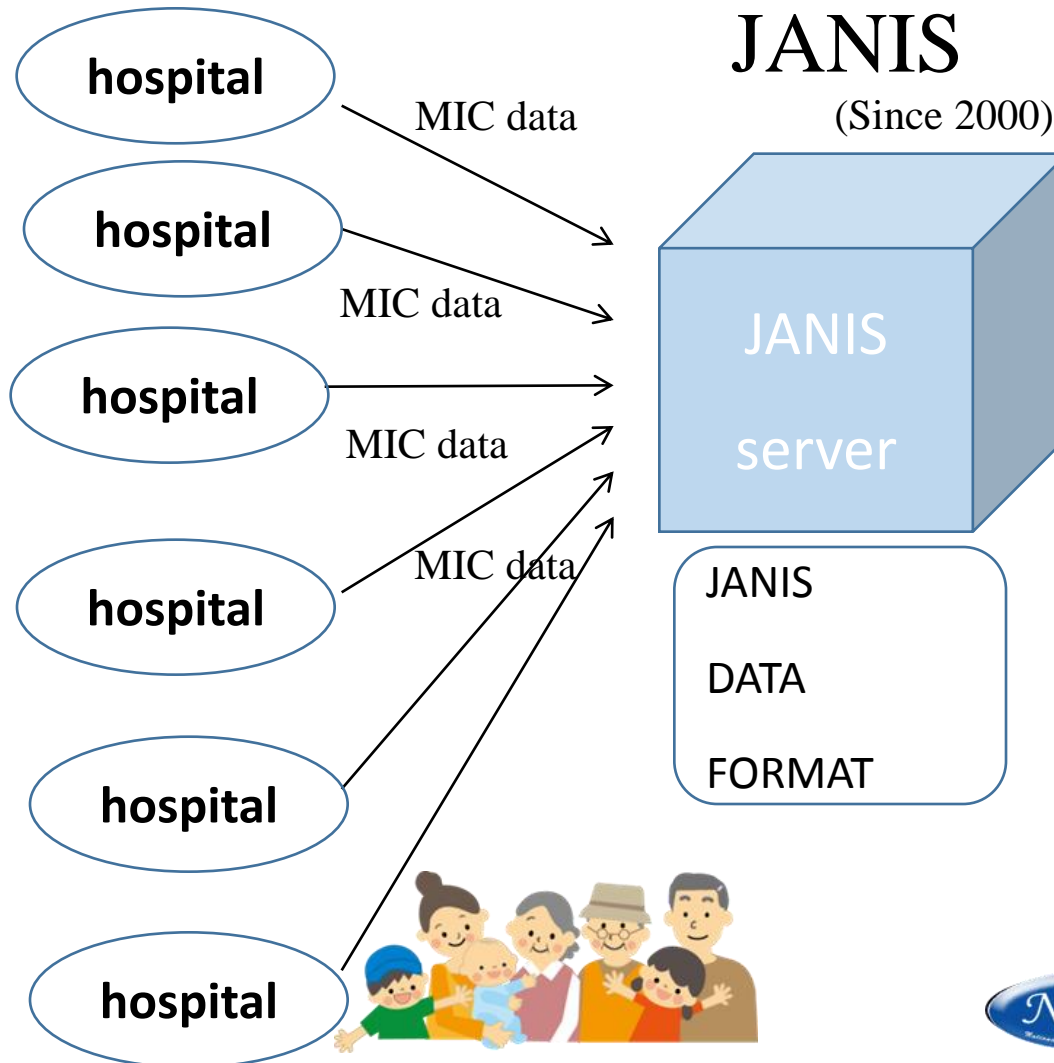 JANIS
(Since 2000)
hospital
MIC data
hospital
MIC data
hospital
MIC data
hospital
MIC data
hospital
hospital
JANIS
server
JANIS
DATA
FORMAT